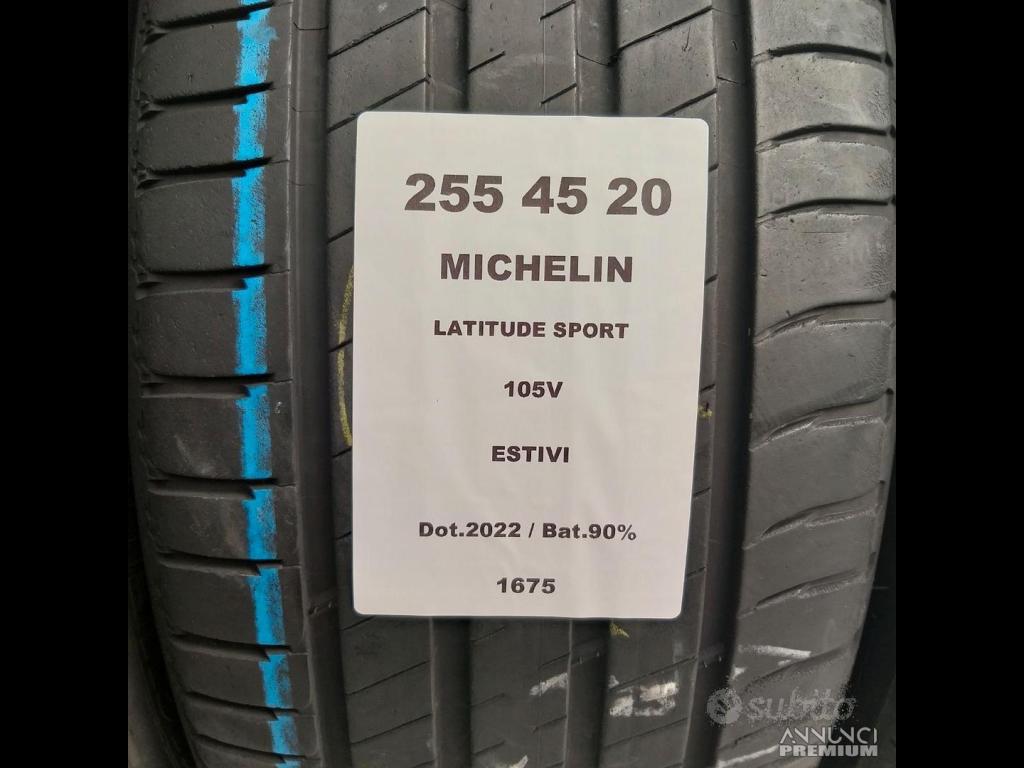 255 45 20
MICHELIN
LATITUDE SPORT
105V
ESTIVI
Dot.2022 / Bat.90%
1675
subito
ANNUNCI
PREMIUM